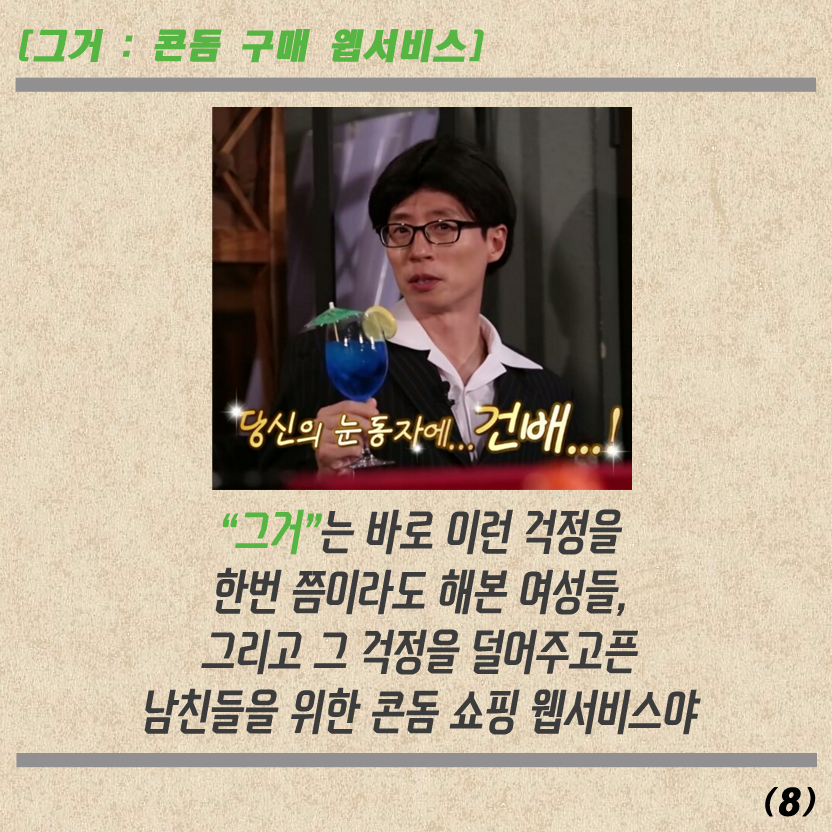 [그거 : 콘돔 구매 웹서비스]
당신의 눈동자에...건배...!
“그거”는 바로 이런 걱정을
한번 쯤이라도 해본 여성들,
그리고 그 걱정을 덜어주고픈
남친들을 위한 콘돔 쇼핑 웹서비스야
(8)